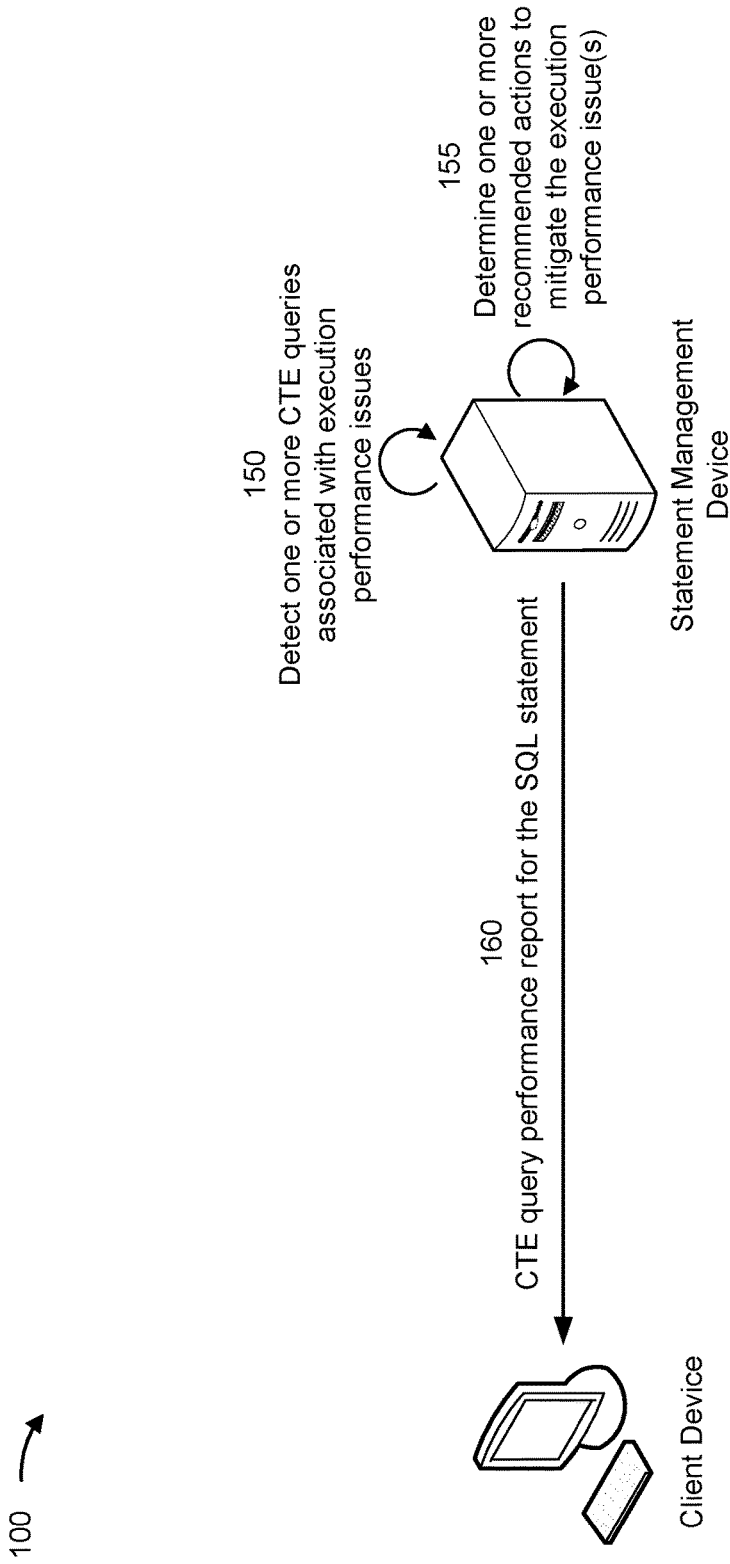 100
150
Detect one or more CTE queries
associated with execution
performance issues
155
Determine one or more
recommended actions to
mitigate the execution
performance issue(s)
160
CTE query performance report for the SQL statement
Client Device
Statement Management
Device